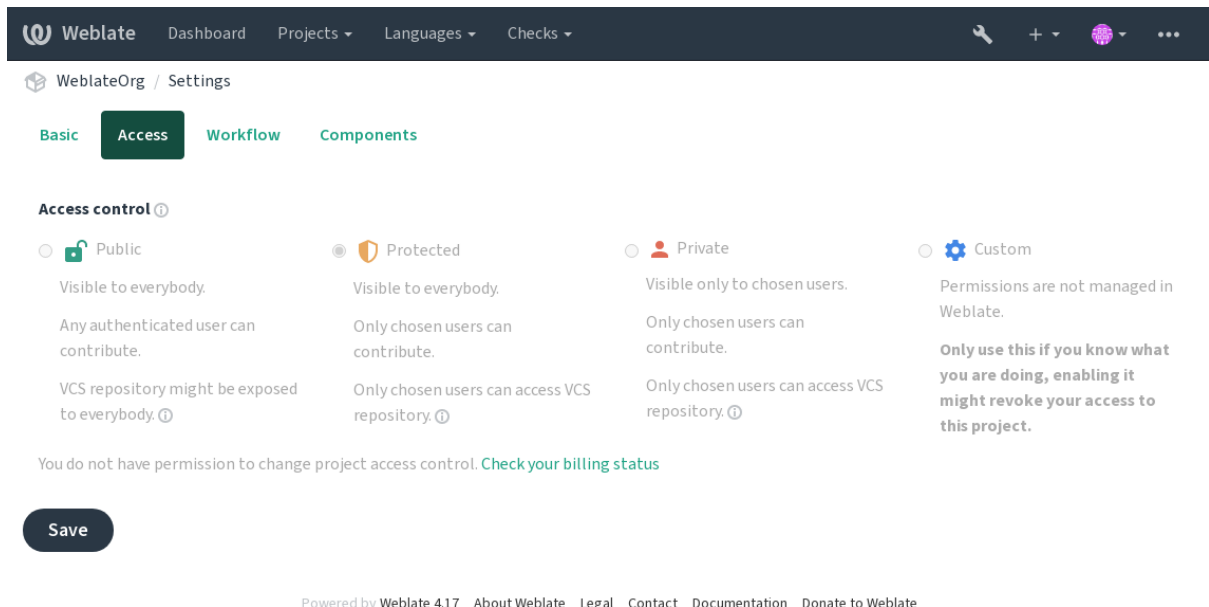 Weblate Dashboard Projects Languages Checks
WeblateOrg / Settings
Basic Access Workflow Components
Access control
Public
Visible to everybody.
Any authenticated user can
contribute.
VCS repository might be exposed
to everybody.
Protected
Visible to everybody.
Only chosen users can
contribute.
Only chosen users can access VCS
repository.
Private
Visible only to chosen users.
Only chosen users can
contribute.
Only chosen users can access VCS
repository.
Custom
Permissions are not managed in
Weblate.
Only use this if you know what
you are doing, enabling it
might revoke your access to
this project.
You do not have permission to change project access control. Check your billing status
Save
Powered by Weblate 4.17 About Weblate Legal Contact Documentation Donate to Weblate